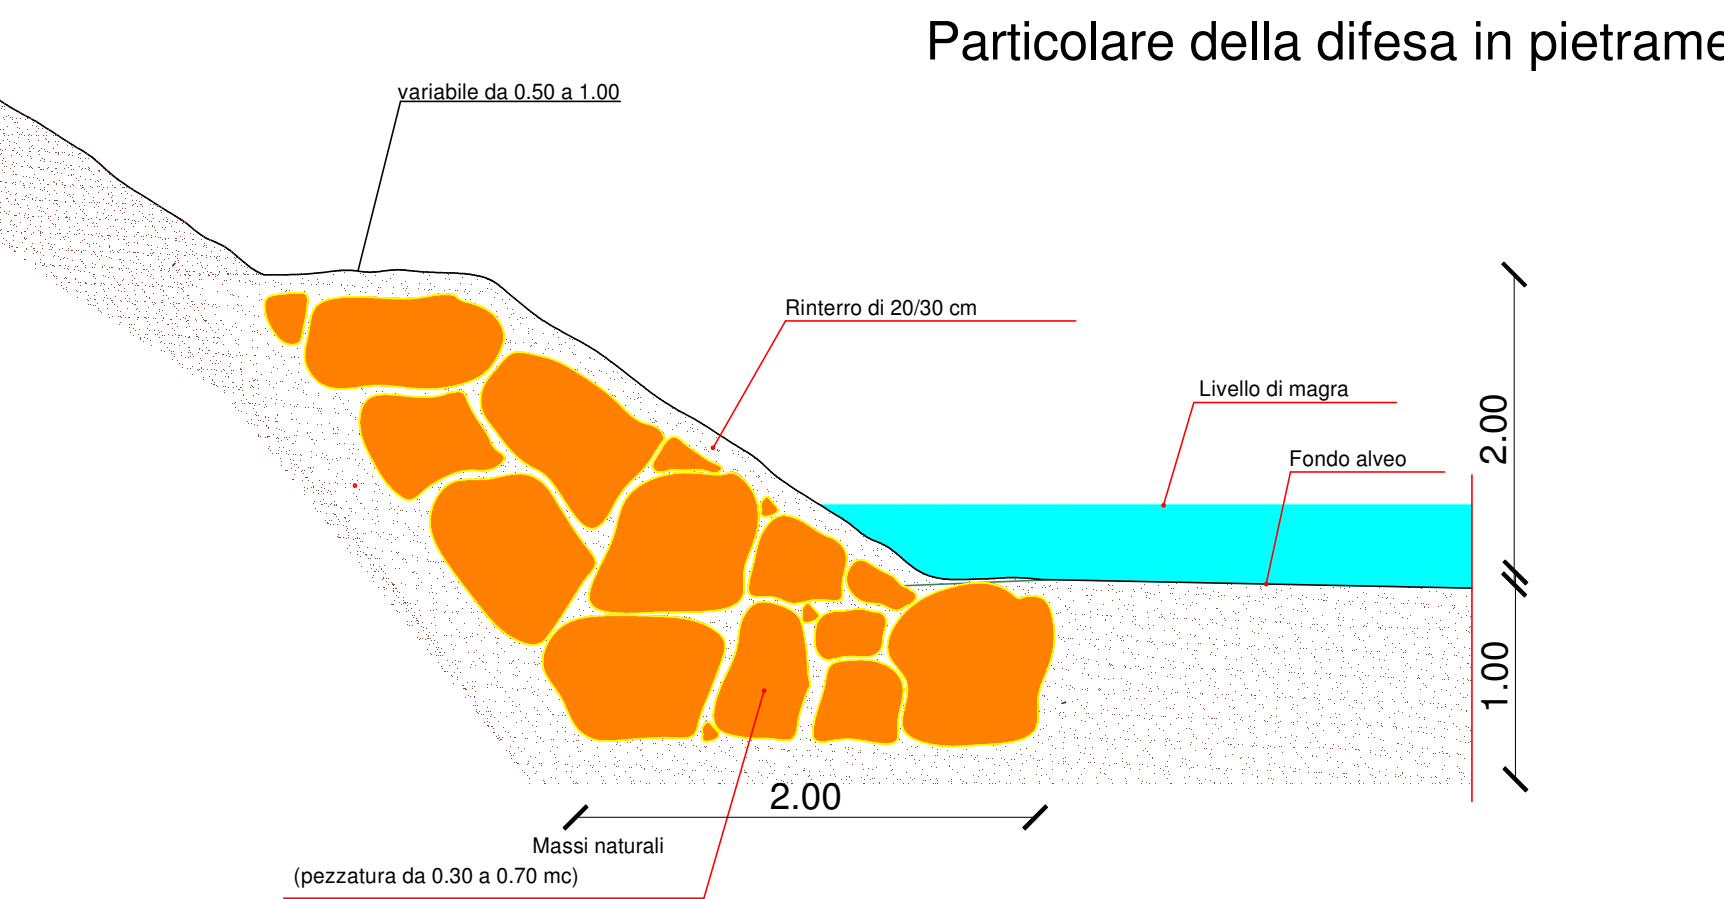 Particolare della difesa in pietrame
variabile da 0.50 a 1.00
Rinterro di 20/30 cm
Livello di magra
Fondo alveo
2.00
1.00
2.00
Massi naturali
(pezzatura da 0.30 a 0.70 mc)